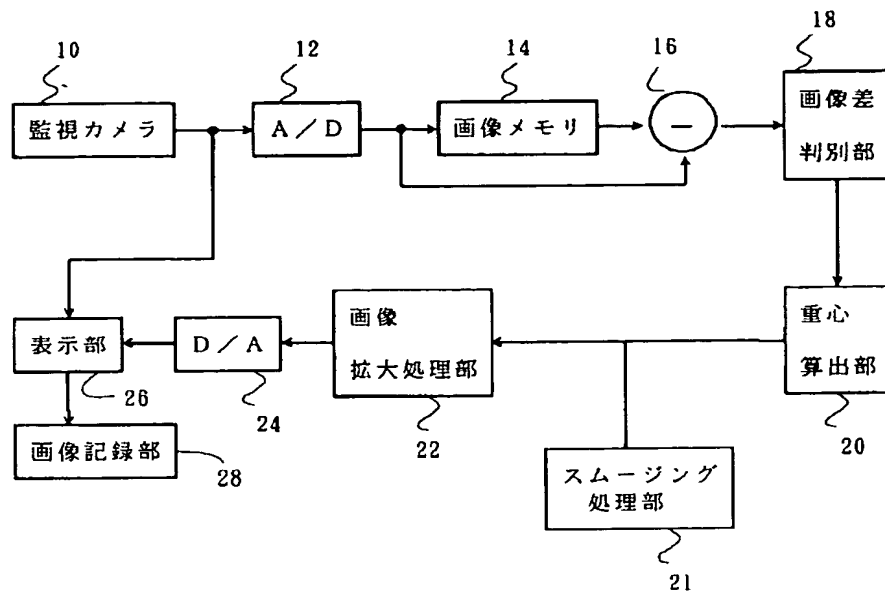 10
12
14
16
18
監視カメラ
A/D
画像メモリ
−
画像差
判別部
表示部
D/A
画像
拡大処理部
重心
算出部
26
24
22
20
画像記録部
28
スムージング
処理部
21